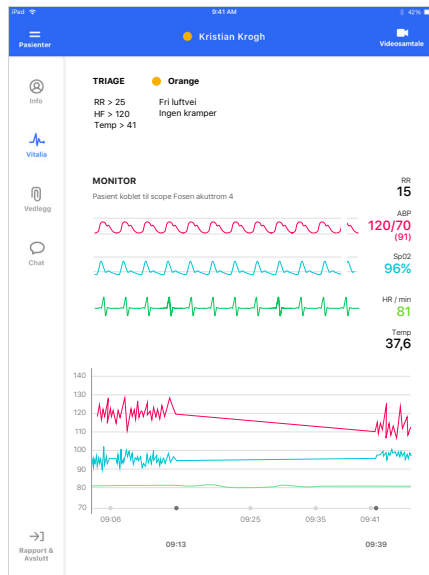 iPad 9:41 AM 42%
Pasienter Kristian Krogh Videosamtale
Info
Vitalia
Vedlegg
Chat
Rapport &
Avslutt
TRIAGE Orange
RR > 25 Fri luftvei
HF > 120 Ingen kramper
Temp > 41
MONITOR
Pasient koblet til scope Fosen akuttrom 4
RR
15
ABP
120/70
(91)
Sp02
96%
HR / min
81
Temp
37,6
140
130
120
110
100
90
80
70
09:06 09:25 09:35 09:41
09:13 09:39